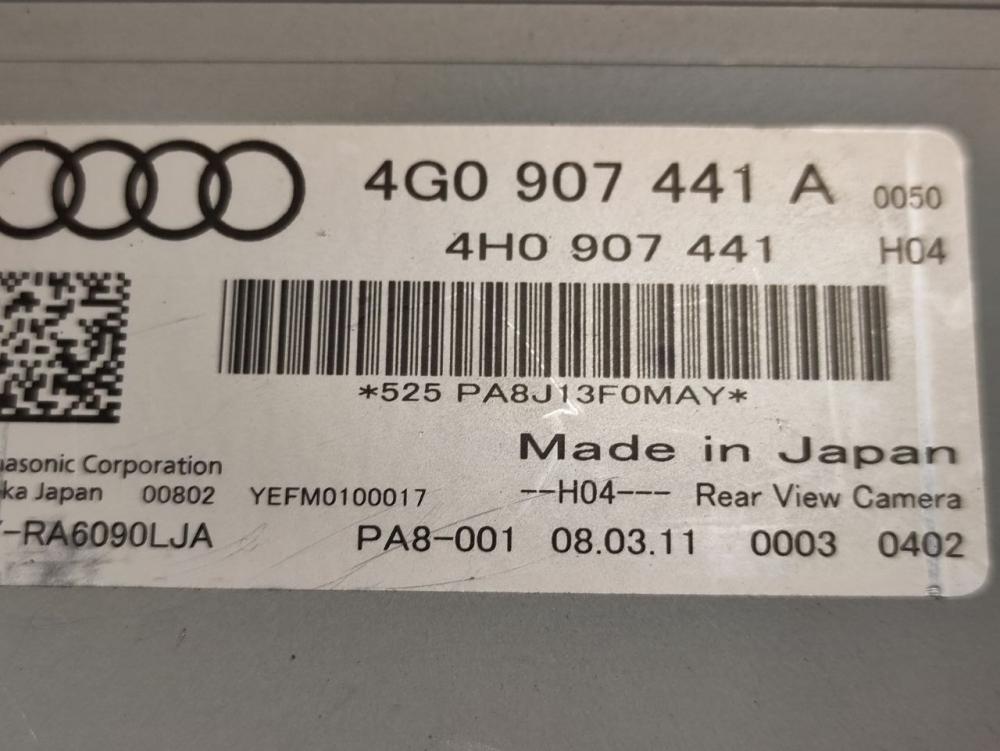 4G0 907 441 A 0050
4H0 907 441 H04
*525 PA8J13F0MAY*
Made in Japan
asonic Corporation
ka Japan 00802 YEFM0100017 --H04--- Rear View Camera
-RA6090LJA PA8-001 08.03.11 0003 0402